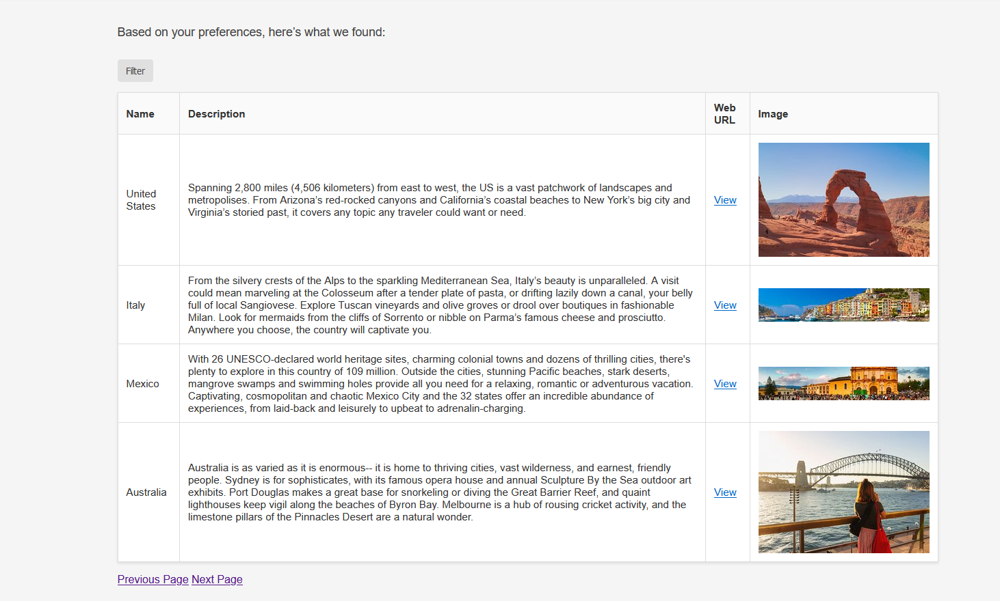 Based on your preferences, here’s what we found:
Filter
Name
Description
Web
URL
Image
United
States
Spanning 2,800 miles (4,506 kilometers) from east to west, the US is a vast patchwork of landscapes and
metropolises. From Arizona’s red-rocked canyons and California’s coastal beaches to New York’s big city and
Virginia’s storied past, it covers any topic any traveler could want or need.
View
Italy
From the silvery crests of the Alps to the sparkling Mediterranean Sea, Italy’s beauty is unparalleled. A visit
could mean marveling at the Colosseum after a tender plate of pasta, or drifting lazily down a canal, your belly
full of local Sangiovese. Explore Tuscan vineyards and olive groves or drool over boutiques in fashionable
Milan. Look for mermaids from the cliffs of Sorrento or nibble on Parma’s famous cheese and prosciutto.
Anywhere you choose, the country will captivate you.
View
Mexico
With 26 UNESCO-declared world heritage sites, charming colonial towns and dozens of thrilling cities, there's
plenty to explore in this country of 109 million. Outside the cities, stunning Pacific beaches, stark deserts,
mangrove swamps and swimming holes provide all you need for a relaxing, romantic or adventurous vacation.
Captivating, cosmopolitan and chaotic Mexico City and the 32 states offer an incredible abundance of
experiences, from laid-back and leisurely to upbeat to adrenalin-charging.
View
Australia
Australia is as varied as it is enormous-- it is home to thriving cities, vast wilderness, and earnest, friendly
people. Sydney is for sophisticates, with its famous opera house and annual Sculpture By the Sea outdoor art
exhibits. Port Douglas makes a great base for snorkeling or diving the Great Barrier Reef, and quaint
lighthouses keep vigil along the beaches of Byron Bay. Melbourne is a hub of rousing cricket activity, and the
limestone pillars of the Pinnacles Desert are a natural wonder.
View
Previous Page Next Page